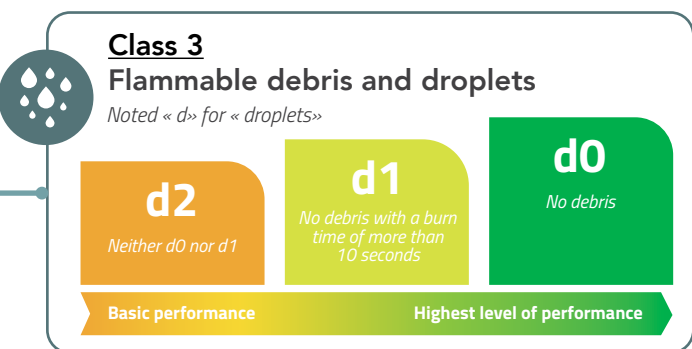 Class 3
Flammable debris and droplets
Noted « d» for « droplets»
d2
Neither d0 nor d1
d1
No debris with a burn
time of more than
10 seconds
d0
No debris
Basic performance
Highest level of performance